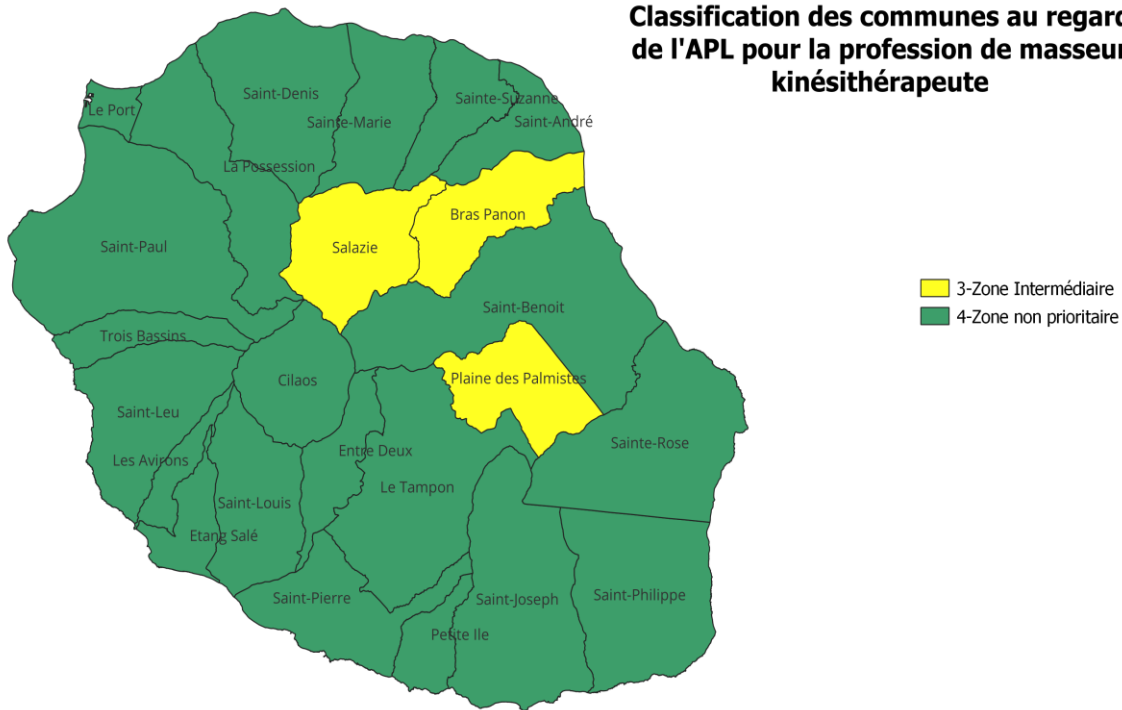 Classification des communes au regard
de l'APL pour la profession de masseur
kinésithérapeute
Saint-Denis
Le Port
Sainte-Marie
Sainte-Suzanne
Saint-André
La Possession
Bras Panon
Saint-Paul
Salazie
3-Zone Intermédiaire
4-Zone non prioritaire
Saint-Benoit
Trois Bassins
Cilaos
Plaine des Palmistes
Saint-Leu
Sainte-Rose
Entre Deux
Les Avirons
Le Tampon
Saint-Louis
Etang Salé
Saint-Pierre
Saint-Joseph
Saint-Philippe
Petite Ile